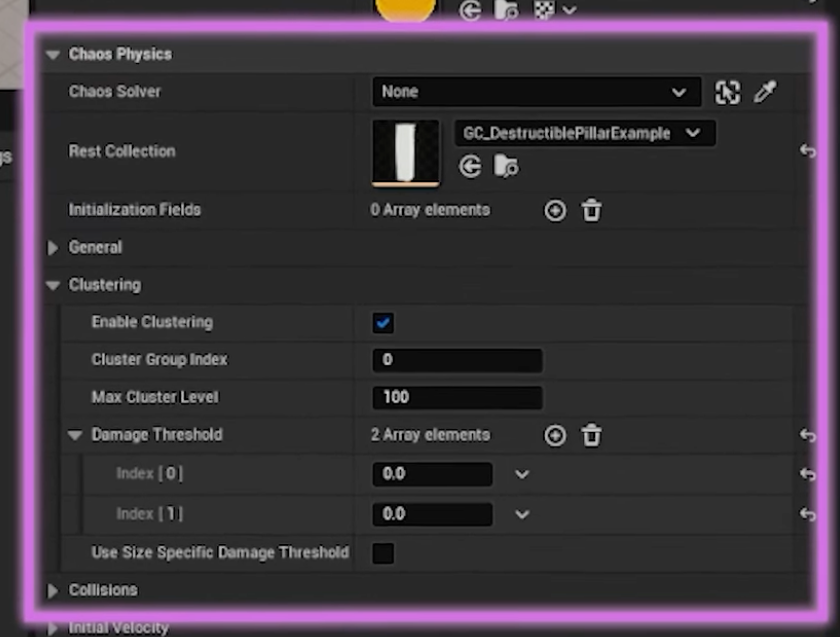 Chaos Physics
Chaos Solver None
Rest Collection GC_DestructiblePillarExample
Initialization Fields 0 Array elements
General
Clustering
Enable Clustering
Cluster Group Index 0
Max Cluster Level 100
Damage Threshold 2 Array elements
Index [ 0 ] 0.0
Index [ 1 ] 0.0
Use Size Specific Damage Threshold
Collisions
Initial Velocity